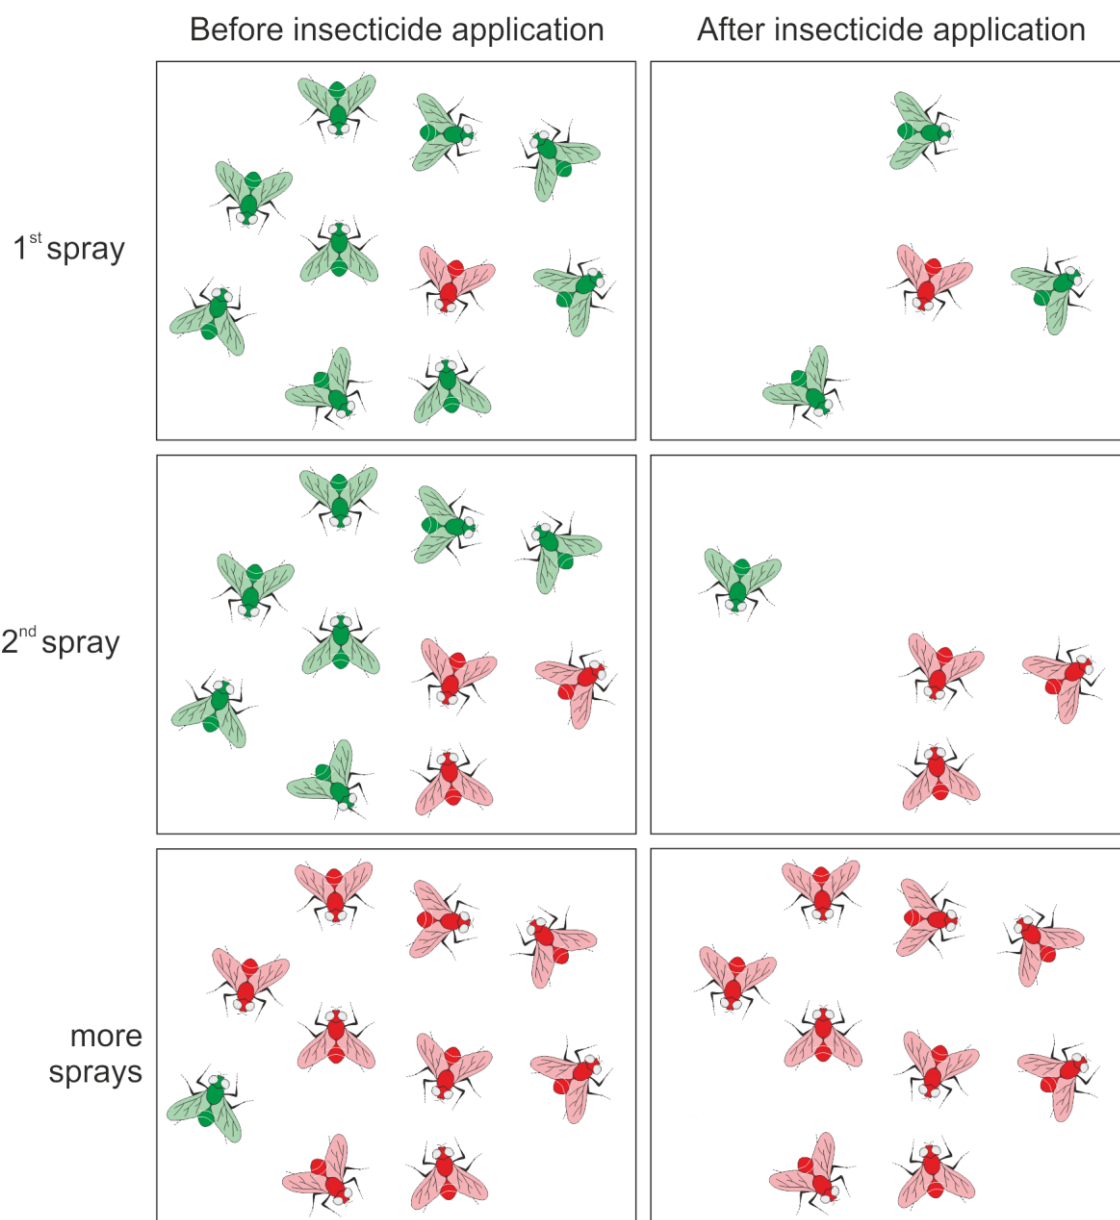 Before insecticide application
After insecticide application
1st spray
2nd spray
more
sprays